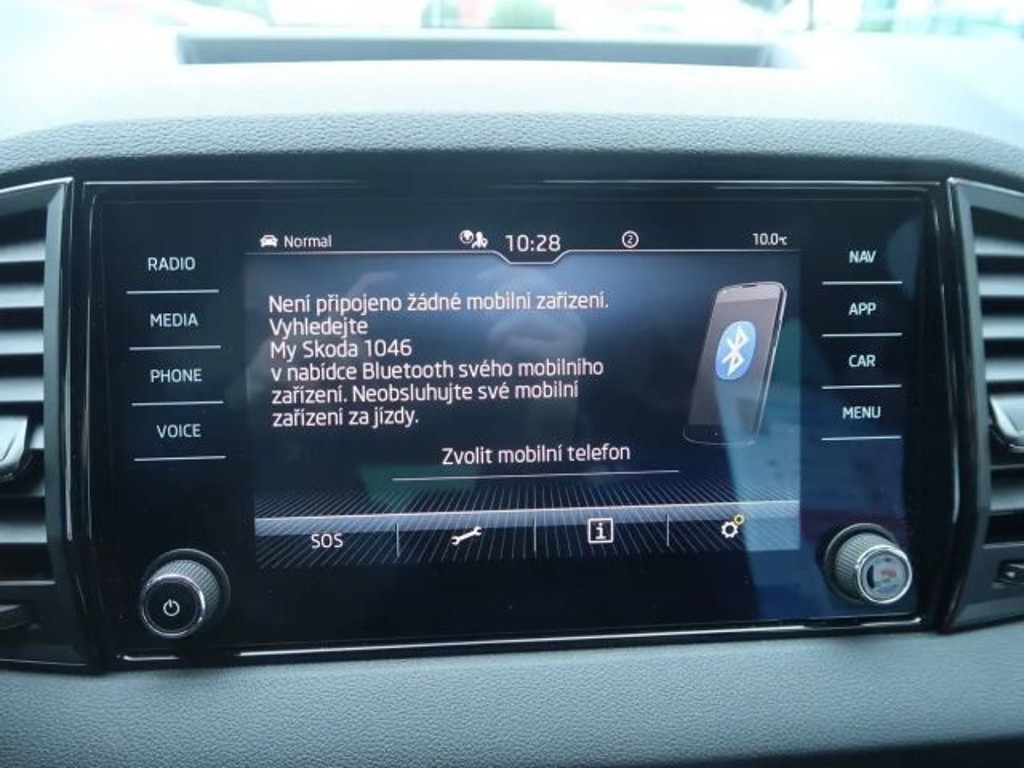 RADIO
MEDIA
PHONE
VOICE
Normal
10:28
2
10.0°C
Není připojeno žádné mobilní zařízení.
Vyhledejte
My Skoda 1046
v nabídce Bluetooth svého mobilního
zařízení. Neobsluhujte své mobilní
zařízení za jízdy.
Zvolit mobilní telefon
SOS
i
NAV
APP
CAR
MENU